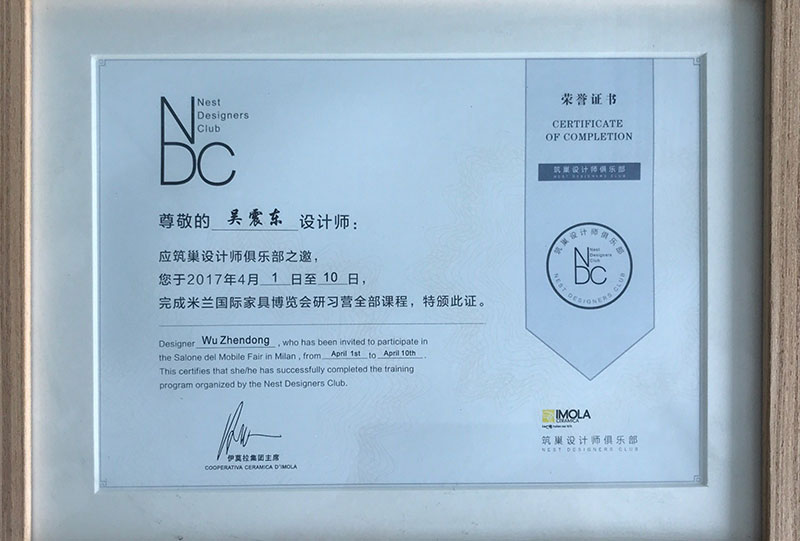 NDC
Nest
Designers
Club
尊敬的 吴震东 设计师：
应筑巢设计师俱乐部之邀，
您于2017年4月 1 日至 10 日，
完成米兰国际家具博览会研习营全部课程，特颁此证。
Designer Wu Zhendong , who has been invited to participate in
the Salone del Mobile Fair in Milan , from April 1st to April 10th .
This certifies that she/he has successfully completed the training
program organized by the Nest Designers Club.
伊莫拉集团主席
COOPERATIVA CERAMICA D'IMOLA
荣誉证书
CERTIFICATE
OF COMPLETION
筑巢设计师俱乐部
NEST DESIGNERS CLUB
筑巢设计师俱乐部
NDC
Nest
Designers
Club
NEST DESIGNERS CLUB
IMOLA
CERAMICA
筑巢设计师俱乐部
NEST DESIGNERS CLUB